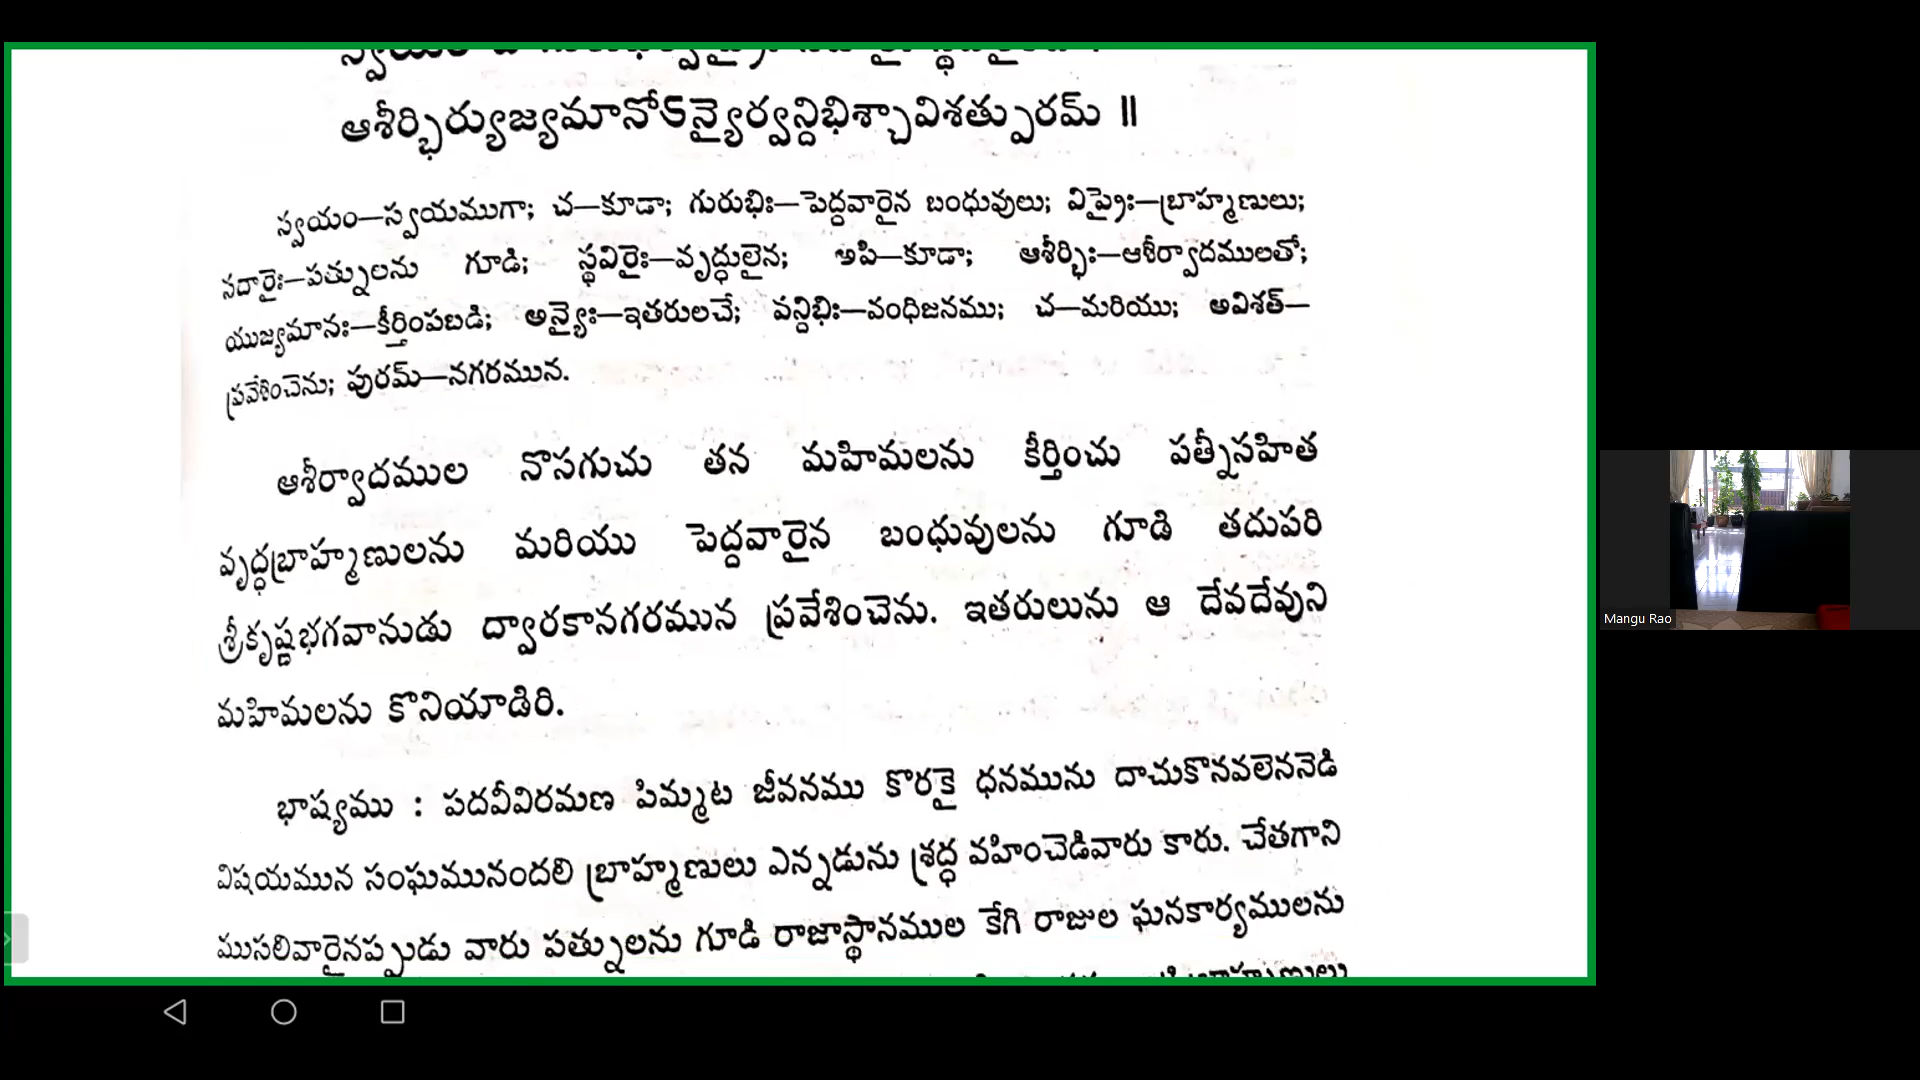 ఆశీర్భిర్యుజ్యమానోఽన్యైర్వన్దిభిశ్చావిశత్పురమ్ ॥
స్వయం—స్వయముగా; చ—కూడా; గురుభిః—పెద్దవారైన బంధువులు; విప్రైః—బ్రాహ్మణులు;
సదారైః—పత్నులను గూడి; స్థవిరైః—వృద్ధులైన; అపి—కూడా; ఆశీర్భిః—ఆశీర్వాదములతో;
యుజ్యమానః—కీర్తింపబడి; అన్యైః—ఇతరులచే; వన్దిభిః—వంధిజనము; చ—మరియు; అవిశత్—
ప్రవేశించెను; పురమ్—నగరమున.
ఆశీర్వాదముల నొసగుచు తన మహిమలను కీర్తించు పత్నీసహిత
వృద్ధబ్రాహ్మణులను మరియు పెద్దవారైన బంధువులను గూడి తదుపరి
శ్రీకృష్ణభగవానుడు ద్వారకానగరమున ప్రవేశించెను. ఇతరులును ఆ దేవదేవుని
మహిమలను కొనియాడిరి.
భాష్యము : పదవీవిరమణ పిమ్మట జీవనము కొరకై ధనమును దాచుకొనవలెననెడి
విషయమున సంఘమునందలి బ్రాహ్మణులు ఎన్నడును శ్రద్ధ వహించెడివారు కారు. చేతగాని
ముసలివారైనప్పుడు వారు పత్నులను గూడి రాజాస్థానముల కేగి రాజుల ఘనకార్యములను
Mangu Rao